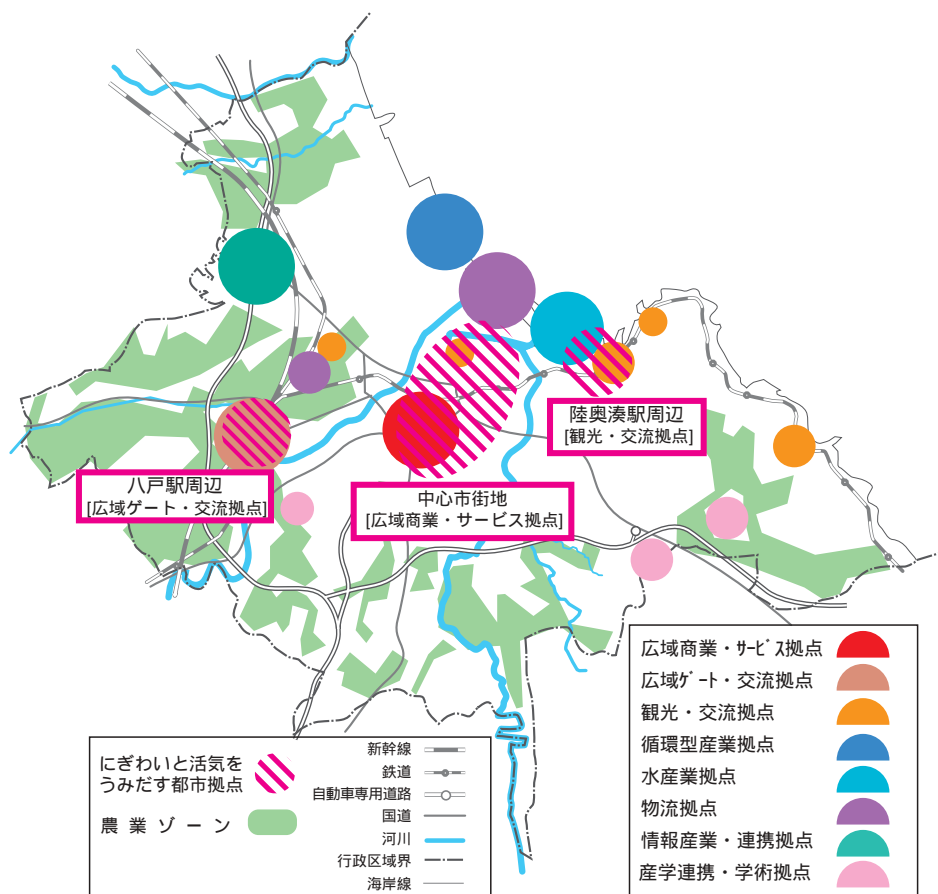 陸奥湊駅周辺
[観光・交流拠点]
八戸駅周辺
[広域ゲート・交流拠点]
中心市街地
[広域商業・サービス拠点]
にぎわいと活気を
うみだす都市拠点
農業ゾーン
新幹線
鉄道
自動車専用道路
国道
河川
行政区域界
海岸線
広域商業・サービス拠点
広域ゲート・交流拠点
観光・交流拠点
循環型産業拠点
水産業拠点
物流拠点
情報産業・連携拠点
産学連携・学術拠点